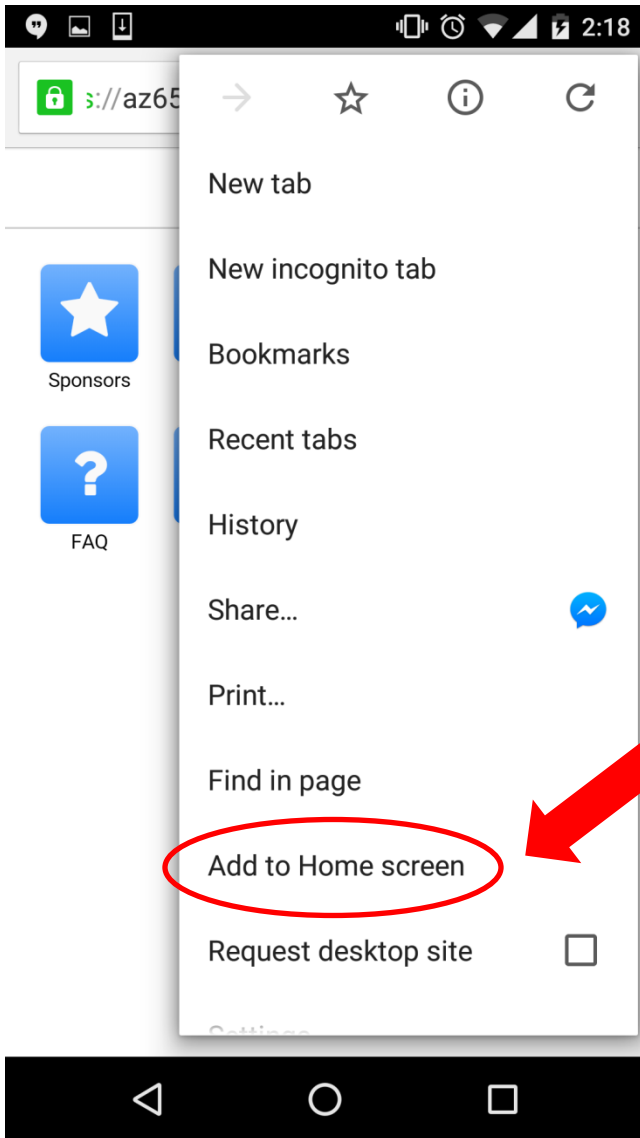 2:18
s://az65
New tab
New incognito tab
Bookmarks
Sponsors
Recent tabs
History
FAQ
Share...
Print...
Find in page
Add to Home screen
Request desktop site
Settings